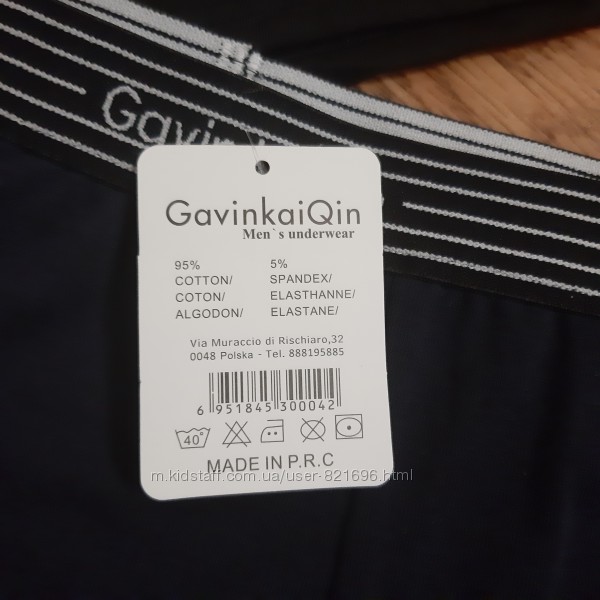 Gavink
GavinkaiQin
Men`s underwear
95% 5%
COTTON/ SPANDEX/
COTON/ ELASTHANNE/
ALGODON/ ELASTANE/
Via Muraccio di Rischiaro,32
0048 Polska - Tel. 888195885
6 951845 300042
40°
MADE IN P.R.C
m.kidstaff.com.ua/user-821696.html